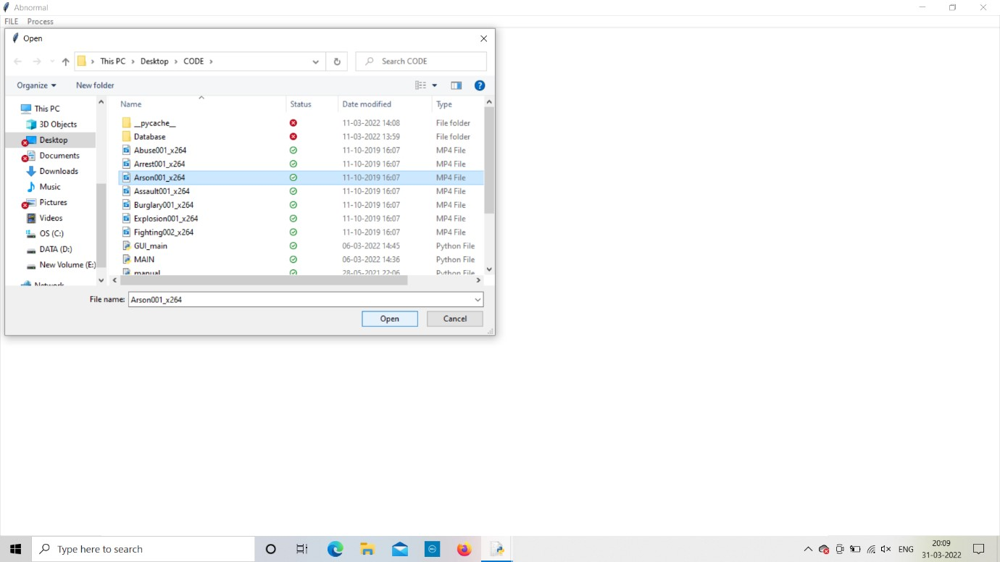 Abnormal
FILE Process
Open
This PC Desktop CODE Search CODE
Organize New folder
Name Status Date modified Type
This PC
3D Objects
Desktop
Documents
Downloads
Music
Pictures
Videos
OS (C:)
DATA (D:)
New Volume (E:)
Network
__pycache__ 11-03-2022 14:08 File folder
Database 11-03-2022 13:59 File folder
Abuse001_x264 11-10-2019 16:07 MP4 File
Arrest001_x264 11-10-2019 16:07 MP4 File
Arson001_x264 11-10-2019 16:07 MP4 File
Assault001_x264 11-10-2019 16:07 MP4 File
Burglary001_x264 11-10-2019 16:07 MP4 File
Explosion001_x264 11-10-2019 16:07 MP4 File
Fighting002_x264 11-10-2019 16:07 MP4 File
GUI_main 06-03-2022 14:45 Python File
MAIN 06-03-2022 14:36 Python File
manual 28-05-2021 22:06 Python File
File name: Arson001_x264
Open Cancel
Type here to search
ENG
20:09
31-03-2022